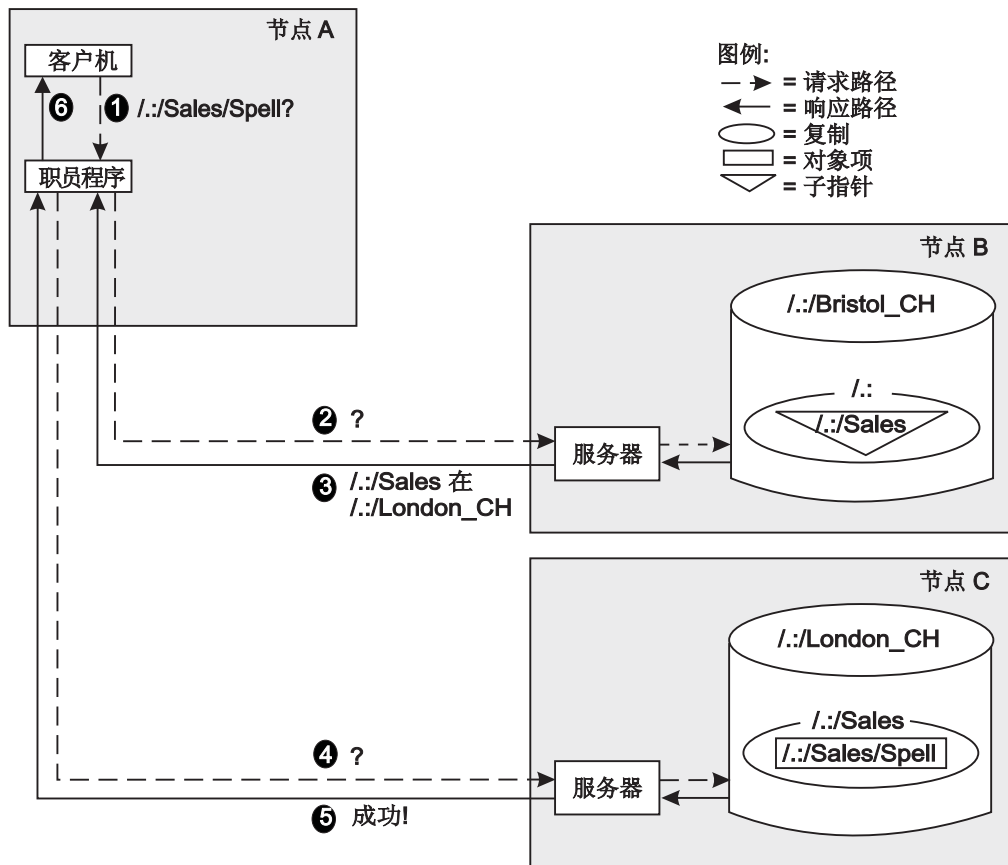 节点 A
客户机
❻ ❶ /.:/Sales/Spell?
职员程序
图例:
= 请求路径
= 响应路径
= 复制
= 对象项
= 子指针
节点 B
/.:/Bristol_CH
/.:
/.:/Sales
❷ ?
服务器
❸ /.:/Sales 在
/.:/London_CH
节点 C
/.:/London_CH
/.:/Sales
/.:/Sales/Spell
❹ ?
服务器
❺ 成功!